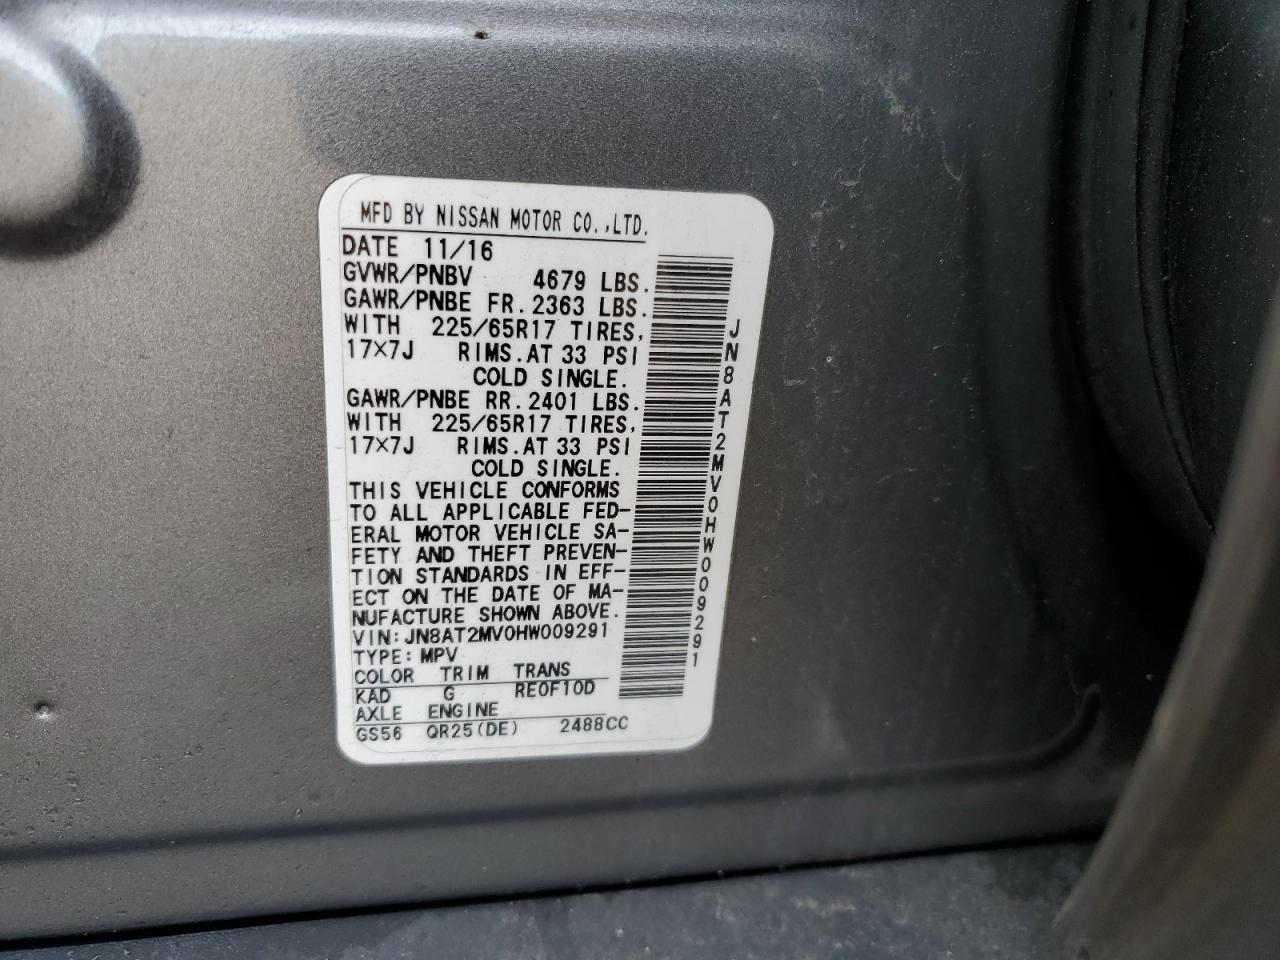 MFD BY NISSAN MOTOR CO.,LTD.
DATE 11/16
GVWR/PNBV 4679 LBS.
GAWR/PNBE FR. 2363 LBS.
WITH 225/65R17 TIRES,
17×7J RIMS. AT 33 PSI
COLD SINGLE.
GAWR/PNBE RR. 2401 LBS.
WITH 225/65R17 TIRES,
17×7J RIMS. AT 33 PSI
COLD SINGLE.
THIS VEHICLE CONFORMS
TO ALL APPLICABLE FED-
ERAL MOTOR VEHICLE SA-
FETY AND THEFT PREVEN-
TION STANDARDS IN EFF-
ECT ON THE DATE OF MA-
NUFACTURE SHOWN ABOVE.
VIN: JN8AT2MV0HW009291
TYPE: MPV
COLOR TRIM TRANS
KAD G RE0F10D
AXLE ENGINE
GS56 QR25(DE) 2488CC
JN8AT2MV0HW009291